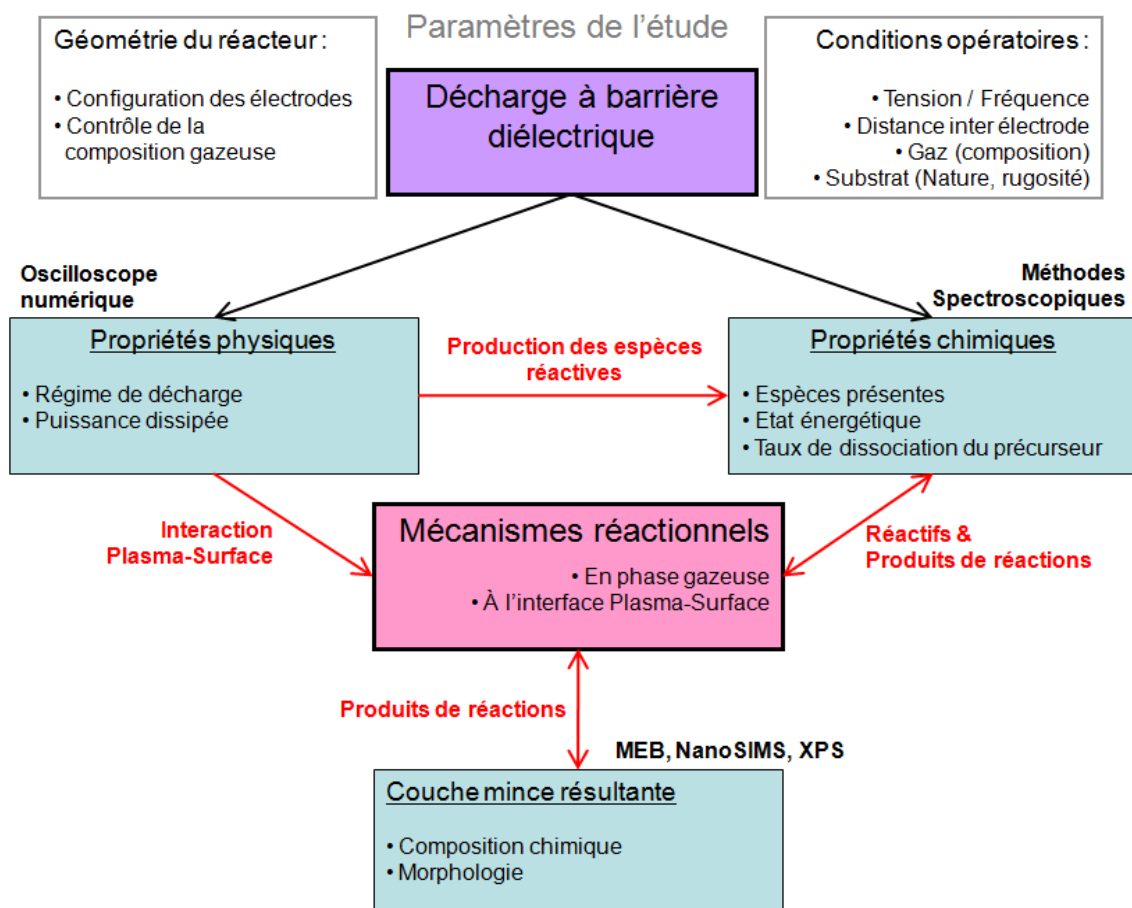 Paramètres de l'étude
Géométrie du réacteur :
• Configuration des électrodes
• Contrôle de la
composition gazeuse
Décharge à barrière
diélectrique
Conditions opératoires :
• Tension / Fréquence
• Distance inter électrode
• Gaz (composition)
• Substrat (Nature, rugosité)
Oscilloscope
numérique
Méthodes
Spectroscopiques
Propriétés physiques
• Régime de décharge
• Puissance dissipée
Production des espèces
réactives
Propriétés chimiques
• Espèces présentes
• Etat énergétique
• Taux de dissociation du précurseur
Interaction
Plasma-Surface
Mécanismes réactionnels
• En phase gazeuse
• À l'interface Plasma-Surface
Réactifs &
Produits de réactions
Produits de réactions
MEB, NanoSIMS, XPS
Couche mince résultante
• Composition chimique
• Morphologie